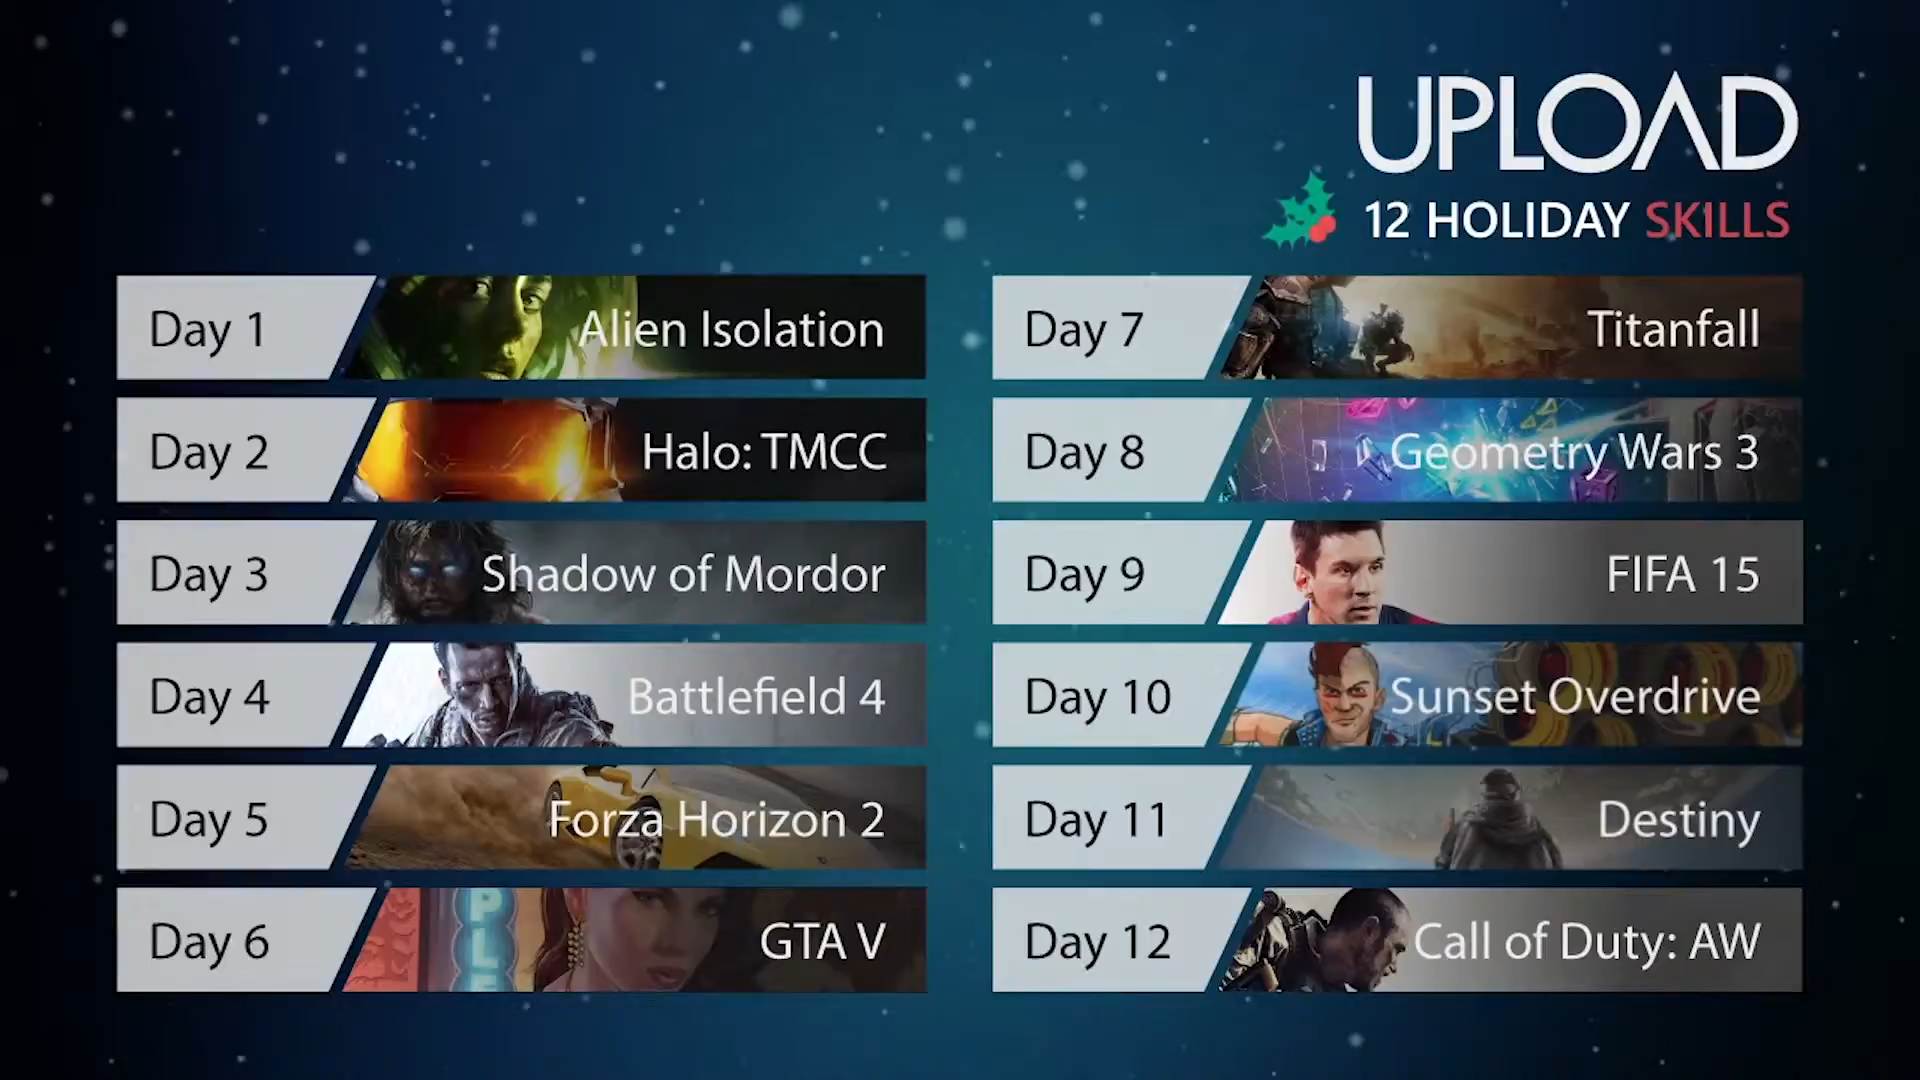 UPLOAD
12 HOLIDAY SKILLS
Day 1 Alien Isolation
Day 2 Halo: TMCC
Day 3 Shadow of Mordor
Day 4 Battlefield 4
Day 5 Forza Horizon 2
Day 6 GTA V
Day 7 Titanfall
Day 8 Geometry Wars 3
Day 9 FIFA 15
Day 10 Sunset Overdrive
Day 11 Destiny
Day 12 Call of Duty: AW